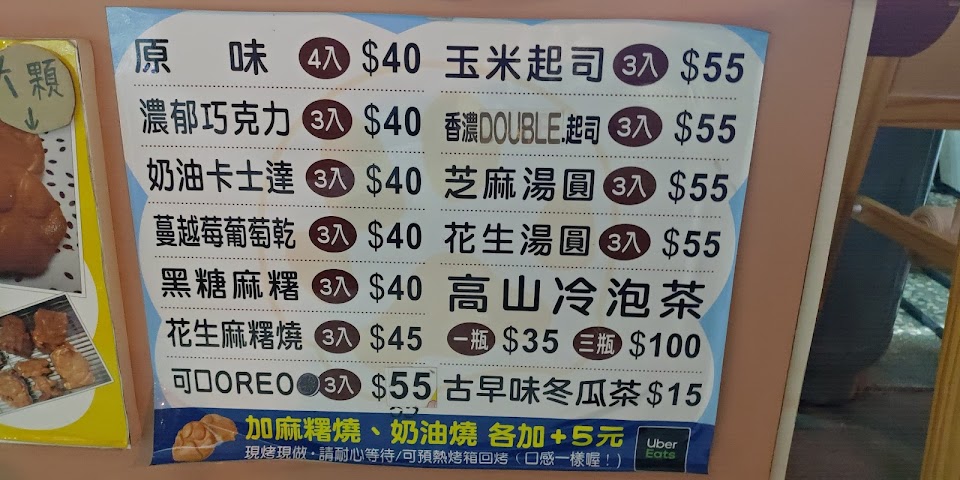 大顆
↓
原味 4入 $40
濃郁巧克力 3入 $40
奶油卡士達 3入 $40
蔓越莓葡萄乾 3入 $40
黑糖麻糬 3入 $40
花生麻糬燒 3入 $45
可口OREO 3入 $55
玉米起司 3入 $55
香濃DOUBLE.起司 3入 $55
芝麻湯圓 3入 $55
花生湯圓 3入 $55
高山冷泡茶
一瓶 $35 三瓶 $100
古早味冬瓜茶 $15
加麻糬燒、奶油燒 各加+5元
現烤現做・請耐心等待/可預熱烤箱回烤(口感一樣喔!)
Uber
Eats